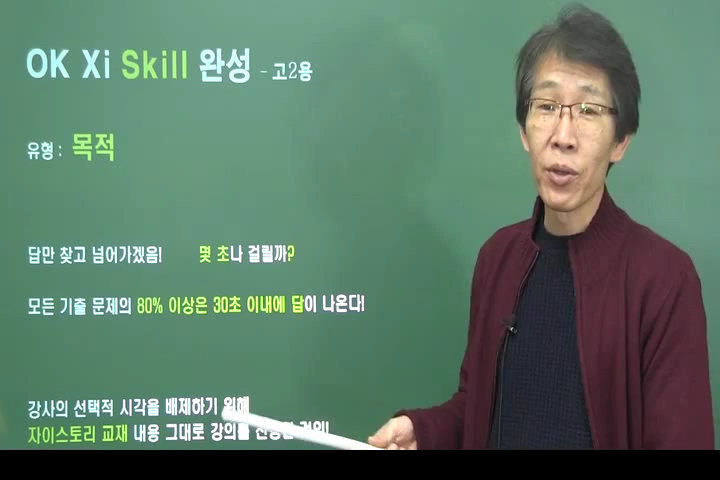 OK Xi Skill 완성 - 고2용
유형 : 목적
답만 찾고 넘어가겠음! 몇 초나 걸릴까?
모든 기출 문제의 80% 이상은 30초 이내에 답이 나온다!
강사의 선택적 시각을 배제하기 위해
자이스토리 교재 내용 그대로 강의를